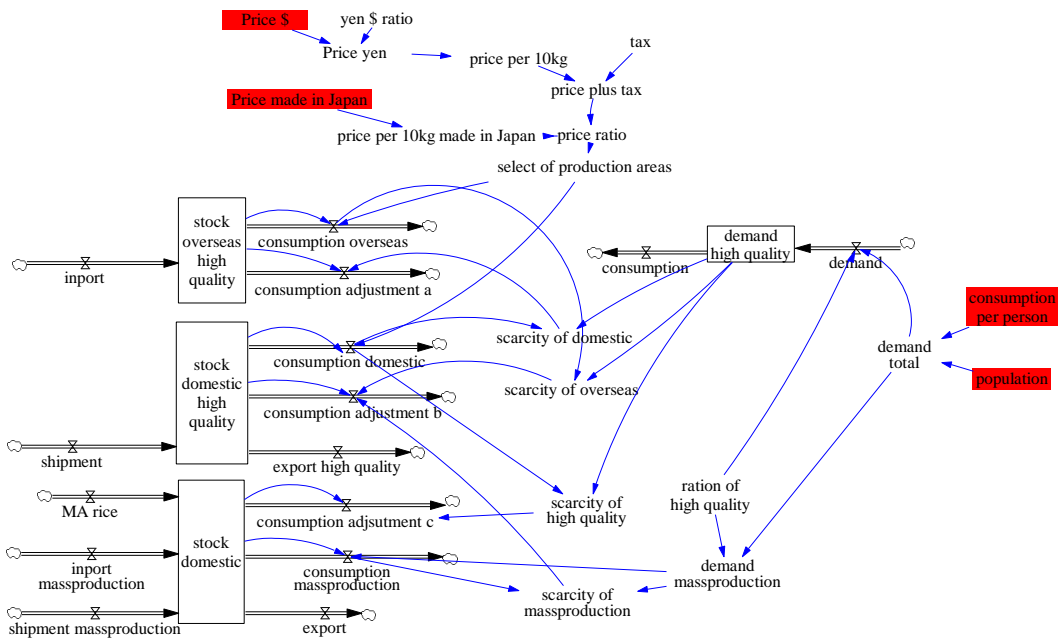 Price $
yen $ ratio
Price yen
tax
price per 10kg
price plus tax
Price made in Japan
price per 10kg made in Japan
price ratio
select of production areas
stock
overseas
high
quality
consumption overseas
inport
consumption adjustment a
demand
high quality
consumption
demand
consumption
per person
scarcity of domestic
demand
total
stock
domestic
high
quality
consumption domestic
scarcity of overseas
population
consumption adjustment b
shipment
export high quality
MA rice
ration of
high quality
scarcity of
high quality
consumption adjsutment c
stock
domestic
inport
massproduction
consumption
massproduction
demand
massproduction
scarcity of
massproduction
shipment massproduction
export